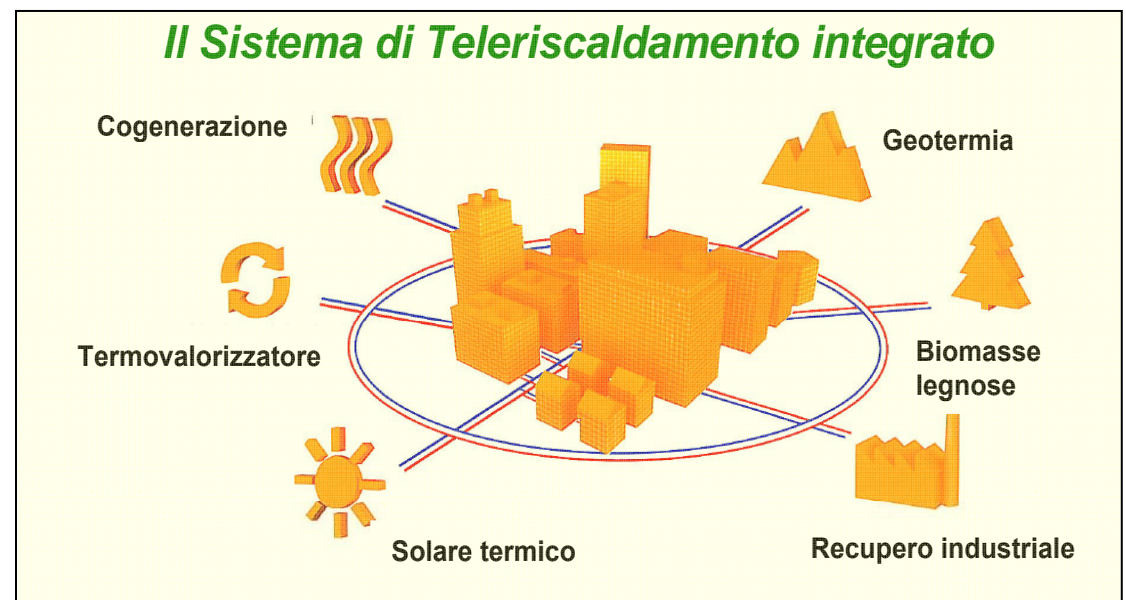 Il Sistema di Teleriscaldamento integrato
Cogenerazione
Geotermia
Termovalorizzatore
Biomasse
legnose
Solare termico
Recupero industriale